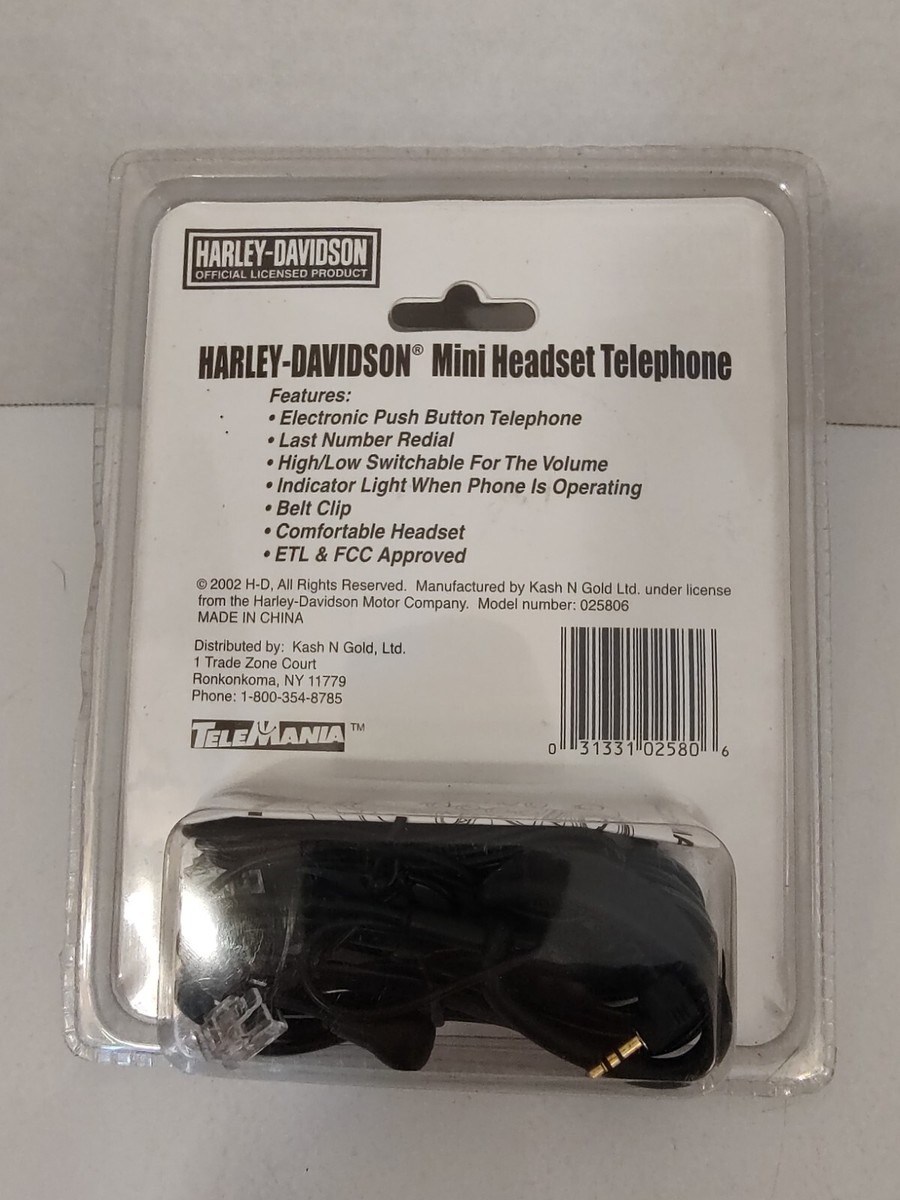 HARLEY-DAVIDSON
OFFICIAL LICENSED PRODUCT
HARLEY-DAVIDSON® Mini Headset Telephone
Features:
• Electronic Push Button Telephone
• Last Number Redial
• High/Low Switchable For The Volume
• Indicator Light When Phone Is Operating
• Belt Clip
• Comfortable Headset
• ETL & FCC Approved
© 2002 H-D, All Rights Reserved. Manufactured by Kash N Gold Ltd. under license
from the Harley-Davidson Motor Company. Model number: 025806
MADE IN CHINA
Distributed by: Kash N Gold, Ltd.
1 Trade Zone Court
Ronkonkoma, NY 11779
Phone: 1-800-354-8785
TELEMANIA™
0 31331 02580 6